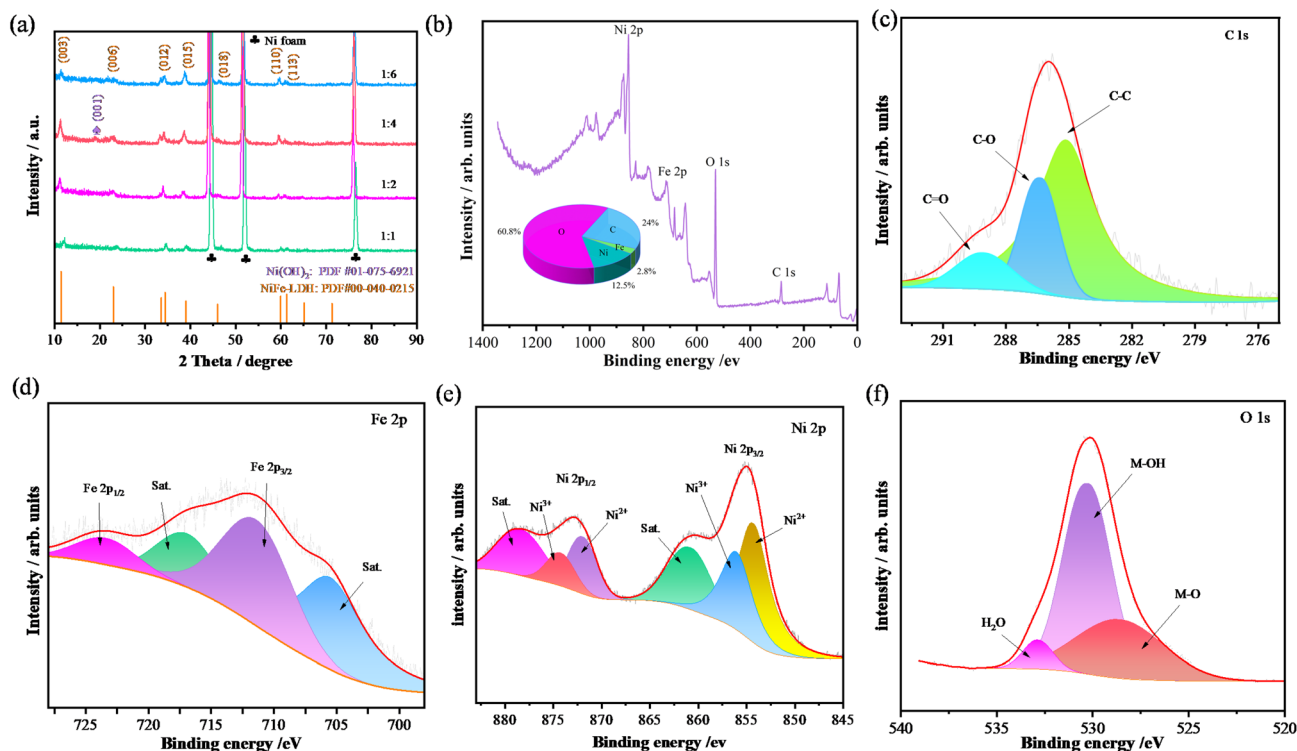 (a)
Intensity / a.u.
♣ Ni foam
(003)
(006)
(012)
(015)
(018)
(110)
(113)
♣ (001)
1:6
1:4
1:2
1:1
Ni(OH)2: PDF #01-075-6921
NiFe-LDH: PDF#00-040-0215
10 20 30 40 50 60 70 80 90
2 Theta / degree
(b)
Intensity / arb. units
Ni 2p
Fe 2p
O 1s
C 1s
60.8%
O
C
24%
Fe
2.8%
Ni
12.5%
1400 1200 1000 800 600 400 200 0
Binding energy /ev
(c)
Intensity / arb. units
C 1s
C-C
C-O
C=O
291 288 285 282 279 276
Binding energy /eV
(d)
Intensity / arb. units
Fe 2p
Fe 2p1/2
Sat.
Fe 2p3/2
Sat.
725 720 715 710 705 700
Binding energy /eV
(e)
intensity / arb. units
Ni 2p
Ni 2p3/2
Ni 2p1/2
Sat.
Ni3+
Ni2+
Sat.
Ni3+
Ni2+
880 875 870 865 860 855 850 845
Binding energy /ev
(f)
intensity / arb. units
O 1s
M-OH
M-O
H2O
540 535 530 525 520
Binding energy /eV